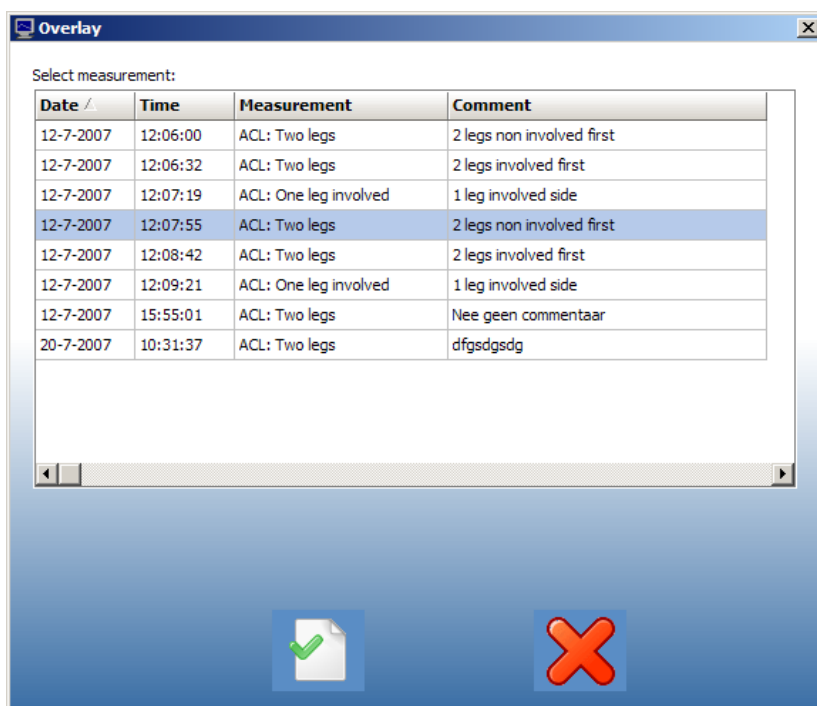 Overlay
Select measurement:
Date Time Measurement Comment
12-7-2007 12:06:00 ACL: Two legs 2 legs non involved first
12-7-2007 12:06:32 ACL: Two legs 2 legs involved first
12-7-2007 12:07:19 ACL: One leg involved 1 leg involved side
12-7-2007 12:07:55 ACL: Two legs 2 legs non involved first
12-7-2007 12:08:42 ACL: Two legs 2 legs involved first
12-7-2007 12:09:21 ACL: One leg involved 1 leg involved side
12-7-2007 15:55:01 ACL: Two legs Nee geen commentaar
20-7-2007 10:31:37 ACL: Two legs dfgsdgsdg